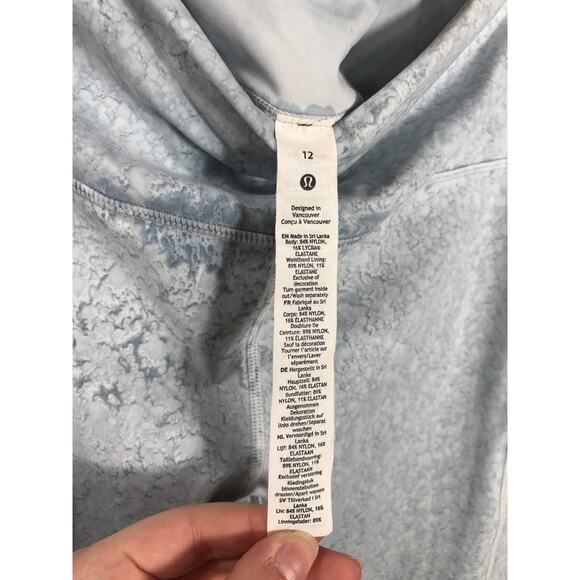 12
Designed in
Vancouver
Conçu à Vancouver
EN Made in Sri Lanka
Body: 84% NYLON,
16% LYCRA®
ELASTANE
Waistband Lining:
89% NYLON, 11%
ELASTANE
Exclusive of
decoration
Turn garment inside
out/Wash separately
FR Fabriqué au Sri
Lanka
Corps: 84% NYLON,
16% ÉLASTHANNE
Doublure De
Ceinture: 89% NYLON,
11% ÉLASTHANNE
Sauf la décoration
Tourner l'article sur
l'envers/Laver
séparément
DE Hergestellt in Sri
Lanka
Hauptzeil: 84%
NYLON, 16% ELASTAN
Bundfutter: 89%
NYLON, 11% ELASTAN
Ausgenommen
Dekoration
Kleidungsstück auf
links drehen/Separat
waschen
NL Vervaardigd in Sri
Lanka
Lijf: 84% NYLON, 16%
ELASTAAN
Taillebandvoering:
89% NYLON, 11%
ELASTAAN
Exclusief versiering
Kledingstuk
binnenstebuiten
draaien/Apart wassen
SV Tillverkad i Sri
Lanka
Liv: 84% NYLON, 16%
ELASTAN
Linningsfoder: 89%